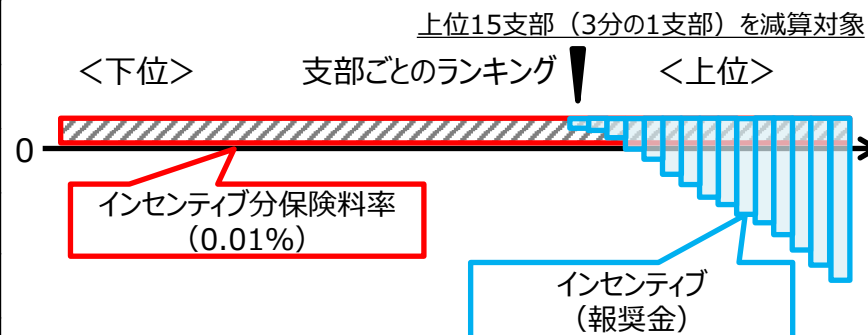 上位15支部（3分の1支部）を減算対象
＜下位＞
支部ごとのランキング
＜上位＞
0
インセンティブ分保険料率
（0.01%）
インセンティブ
（報奨金）